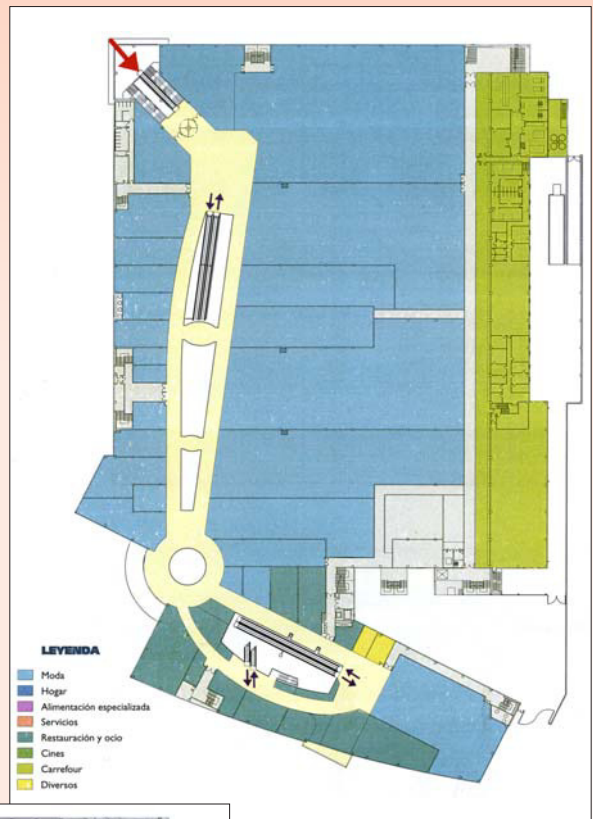 LEYENDA
Moda
Hogar
Alimentación especializada
Servicios
Restauración y ocio
Cines
Carrefour
Diversos